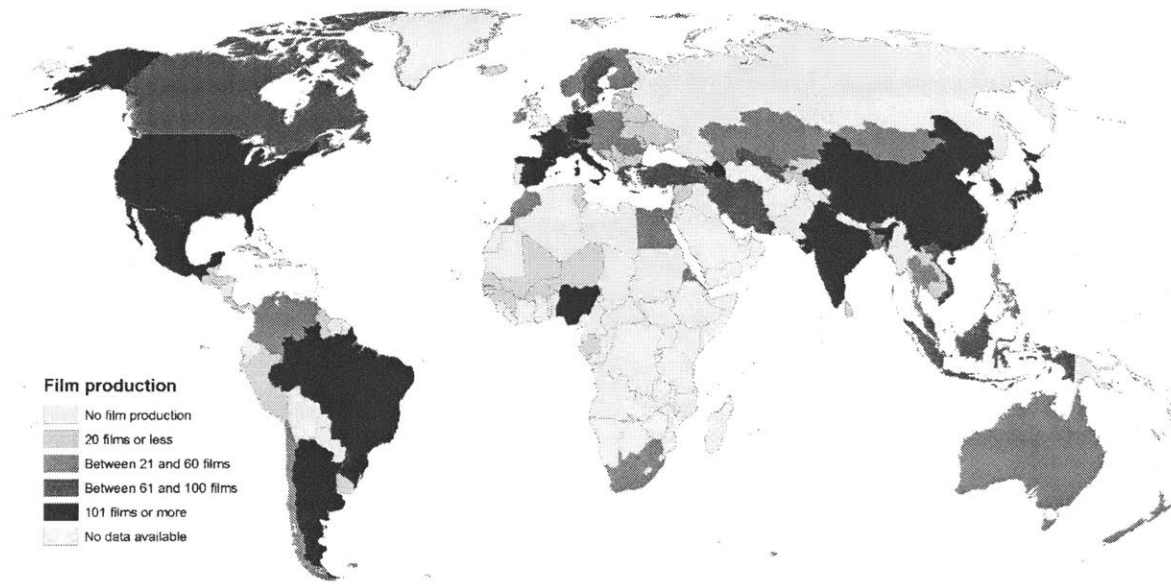 Film production
No film production
20 films or less
Between 21 and 60 films
Between 61 and 100 films
101 films or more
No data available